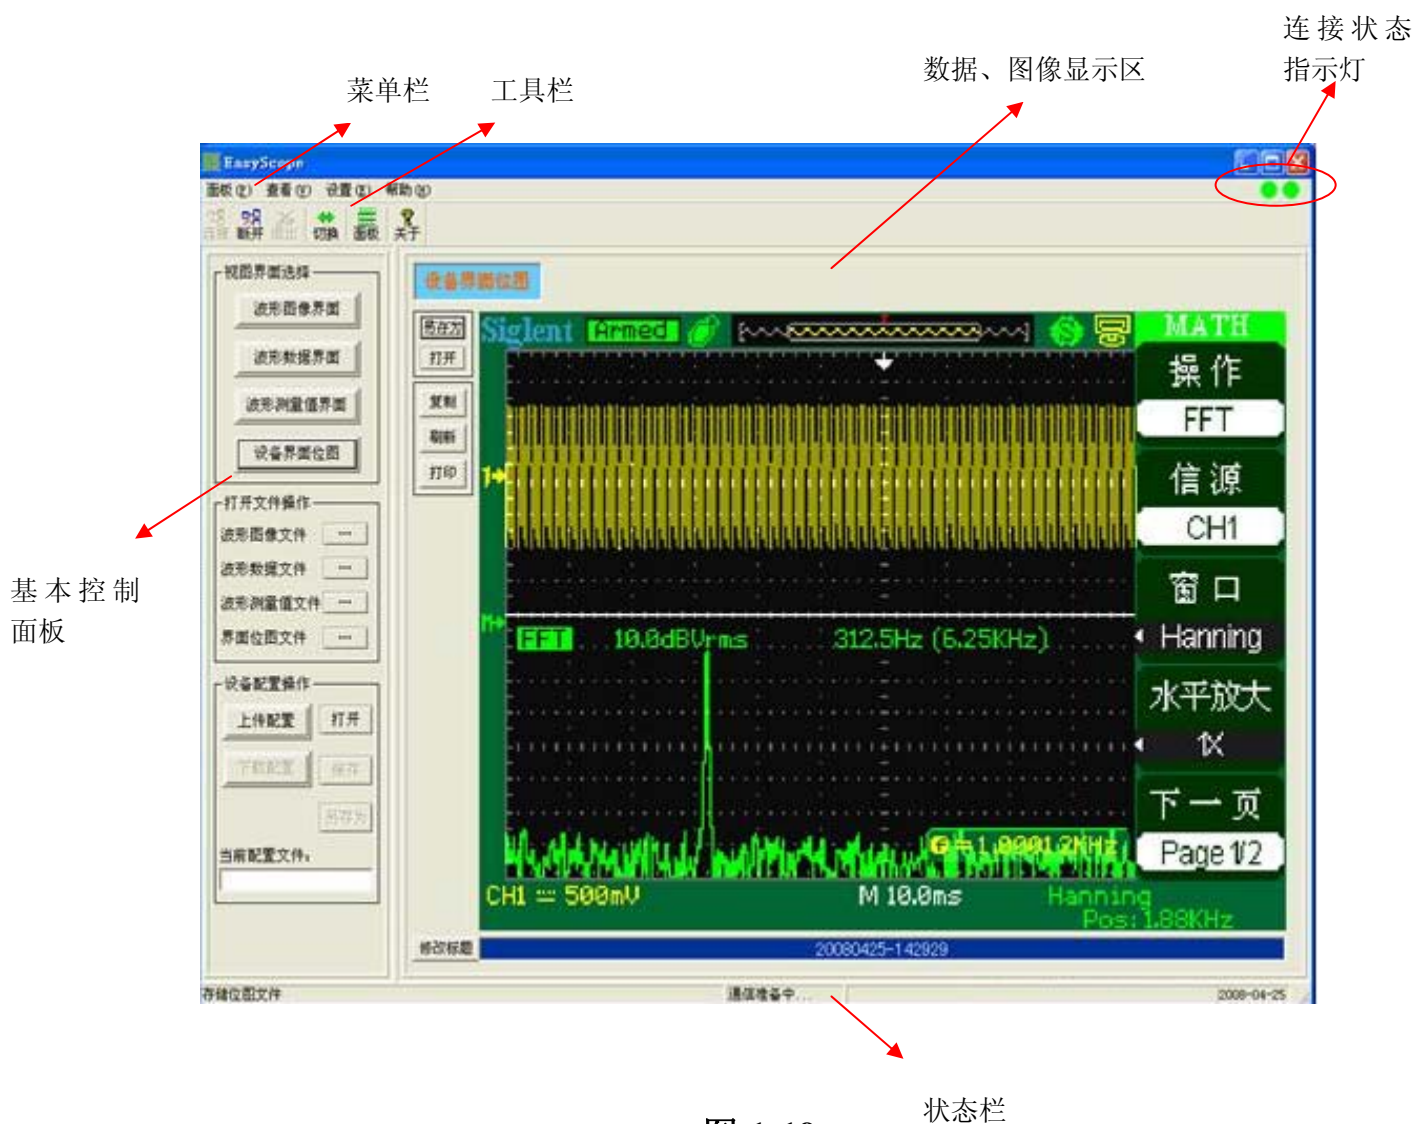 连接状态
指示灯
数据、图像显示区
菜单栏
工具栏
EasyScope
面板(P) 查看(V) 设置(S) 帮助(H)
断开 切换 面板 关于
视图界面选择
波形图像界面
波形数据界面
波形测量值界面
设备界面位图
打开文件操作
波形图像文件 ...
波形数据文件 ...
波形测量值文件 ...
界面位图文件 ...
设备配置操作
上传配置 打开
下载配置 保存
另存为
当前配置文件:
基本控制
面板
设备界面位图
另存为
打开
复制
刷新
打印
Siglent Armed
MATH
操作
FFT
信源
CH1
窗口
Hanning
水平放大
1X
下一页
Page 1/2
1
M
FFT 10.0dBVrms 312.5Hz (6.25KHz)
CH1 500mV M 10.0ms Hanning
Pos:1.88KHz
修改标题 20080425-142929
存储位图文件 通信准备中... 2008-04-25
状态栏